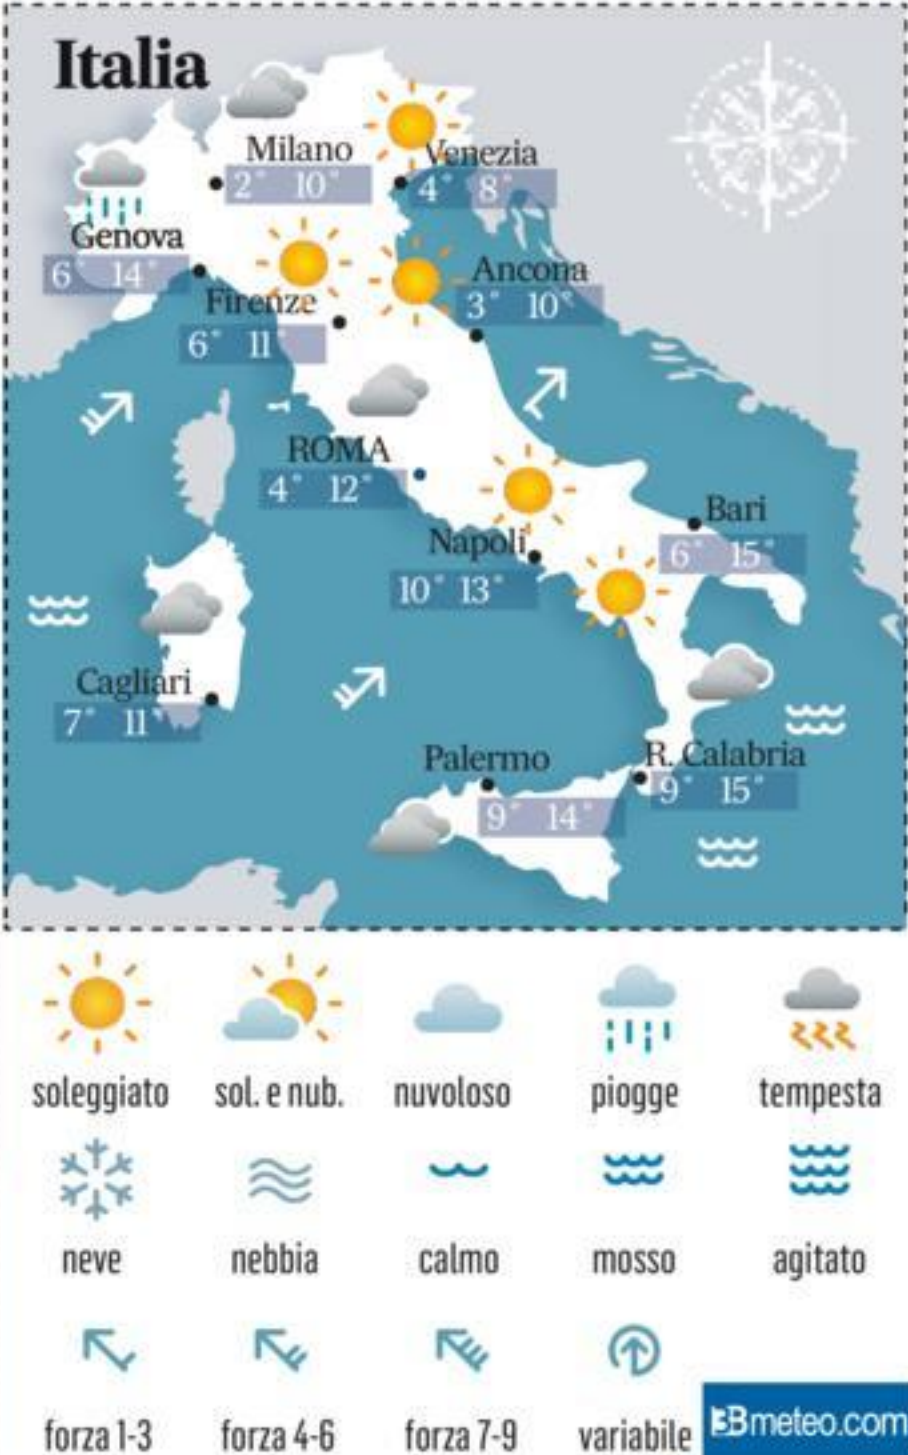 Italia
Milano
2° 10°
Venezia
4° 8°
Genova
6° 14°
Ancona
3° 10°
Firenze
6° 11°
ROMA
4° 12°
Bari
6° 15°
Napoli
10° 13°
Cagliari
7° 11°
Palermo
9° 14°
R. Calabria
9° 15°
soleggiato sol. e nub. nuvoloso piogge tempesta
neve nebbia calmo mosso agitato
forza 1-3 forza 4-6 forza 7-9 variabile
3Bmeteo.com